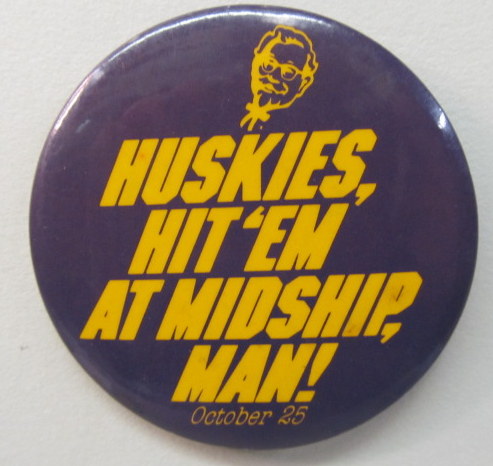 HUSKIES,
HIT 'EM
AT MIDSHIP,
MAN!
October 25